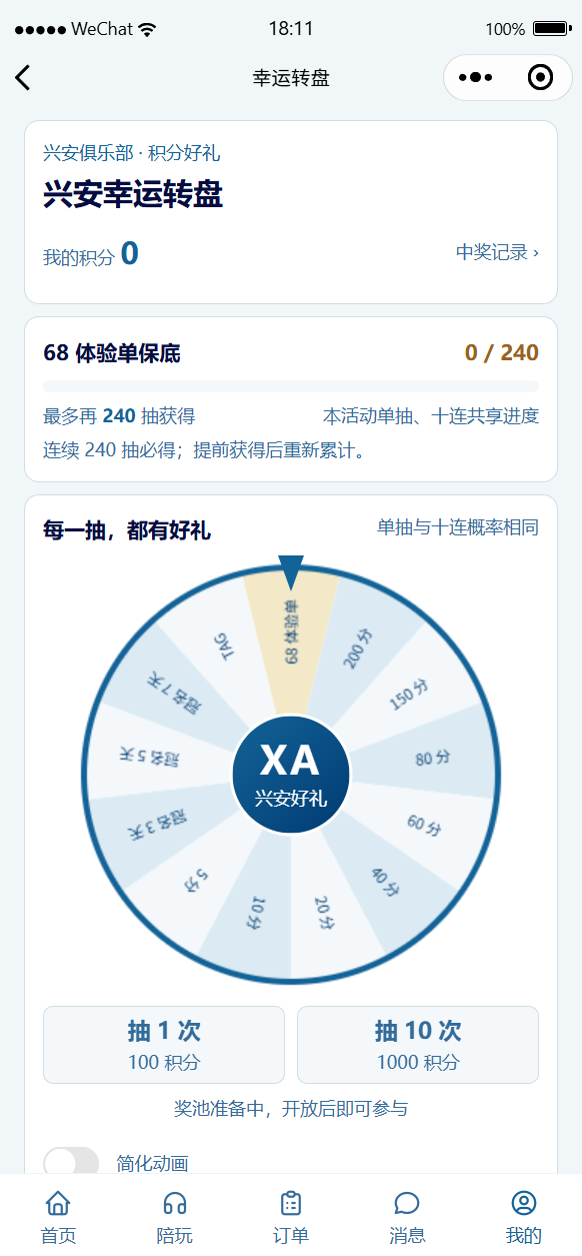 WeChat 18:11 100%
幸运转盘
兴安俱乐部 · 积分好礼
兴安幸运转盘
我的积分 0 中奖记录 ›
68 体验单保底 0 / 240
最多再 240 抽获得 本活动单抽、十连共享进度
连续 240 抽必得；提前获得后重新累计。
每一抽，都有好礼 单抽与十连概率相同
68 体验单
200 分
150 分
80 分
60 分
40 分
20 分
10 分
5 分
冠名 3 天
冠名 5 天
冠名 7 天
TAG
XA
兴安好礼
抽 1 次 抽 10 次
100 积分 1000 积分
奖池准备中，开放后即可参与
简化动画
首页 陪玩 订单 消息 我的